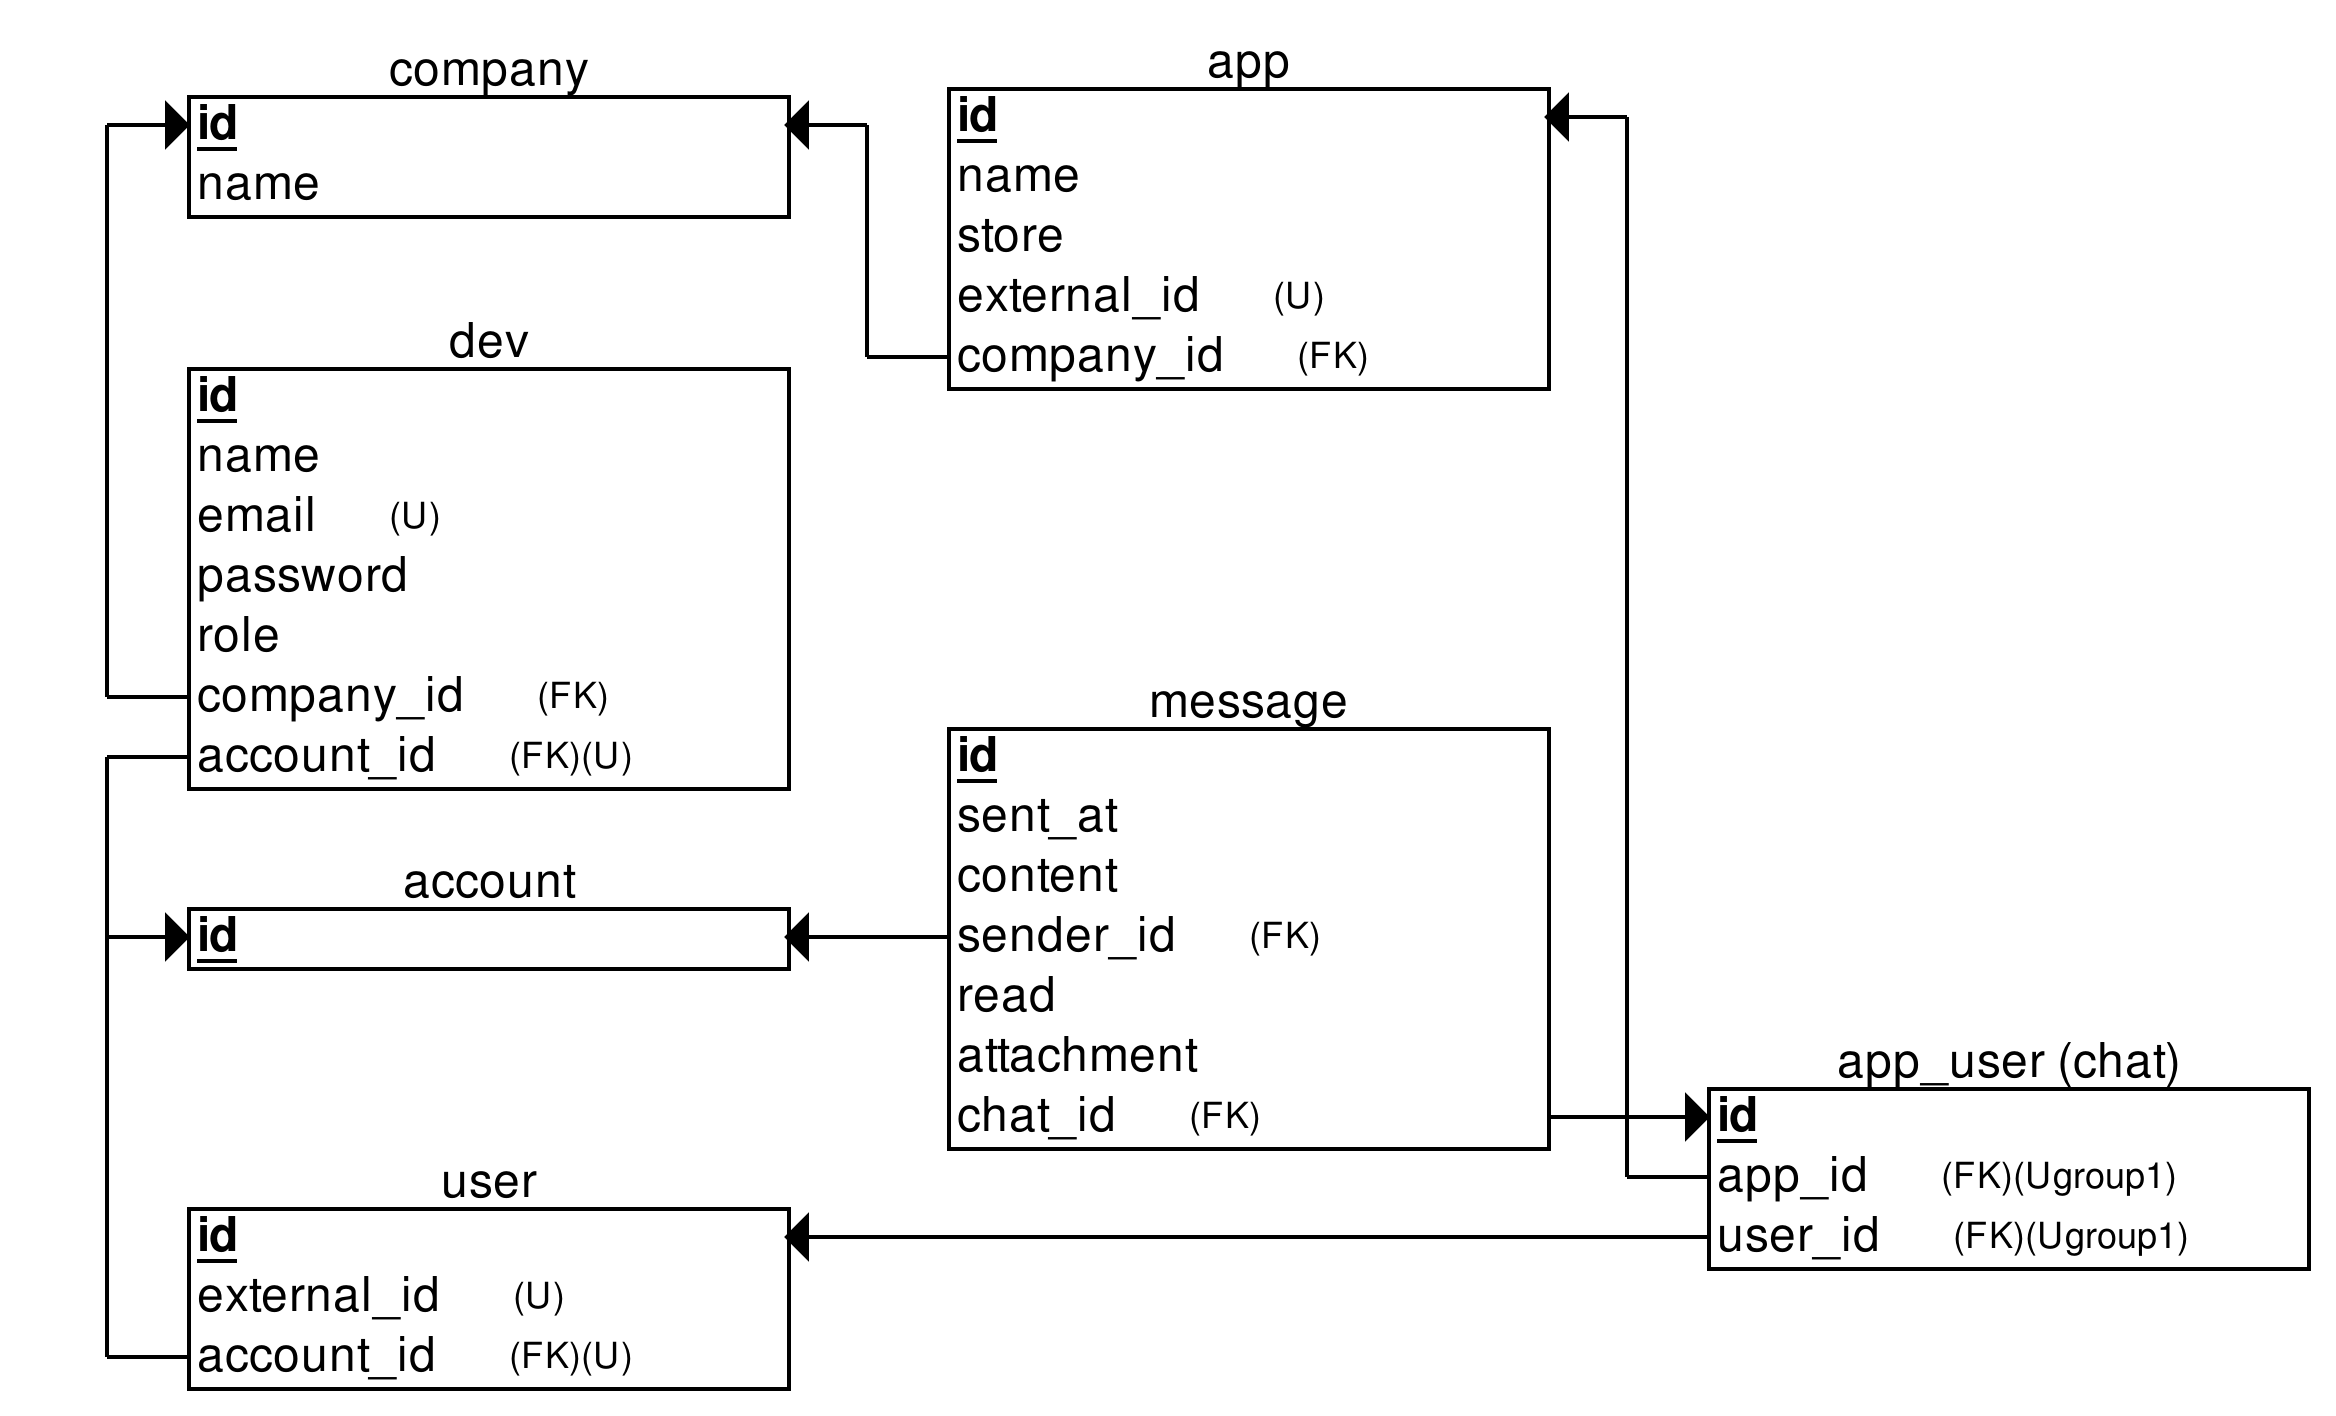 company
id
name
dev
id
name
email (U)
password
role
company_id (FK)
account_id (FK)(U)
account
id
user
id
external_id (U)
account_id (FK)(U)
app
id
name
store
external_id (U)
company_id (FK)
message
id
sent_at
content
sender_id (FK)
read
attachment
chat_id (FK)
app_user (chat)
id
app_id (FK)(Ugroup1)
user_id (FK)(Ugroup1)